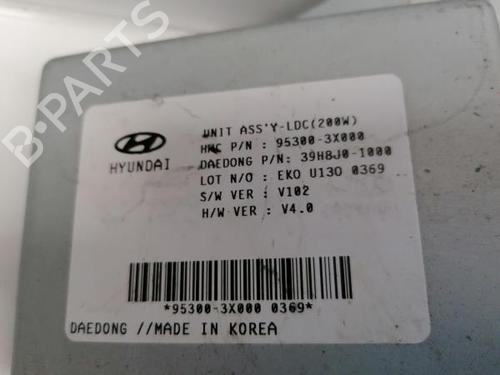 HYUNDAI
UNIT ASS'Y-LDC(200W)
HMC P/N : 95300-3X000
DAEDONG P/N: 39H8J0-1000
LOT N/O : EKO U130 0369
S/W VER : V102
H/W VER : V4.0
*95300-3X000 0369*
DAEDONG //MADE IN KOREA